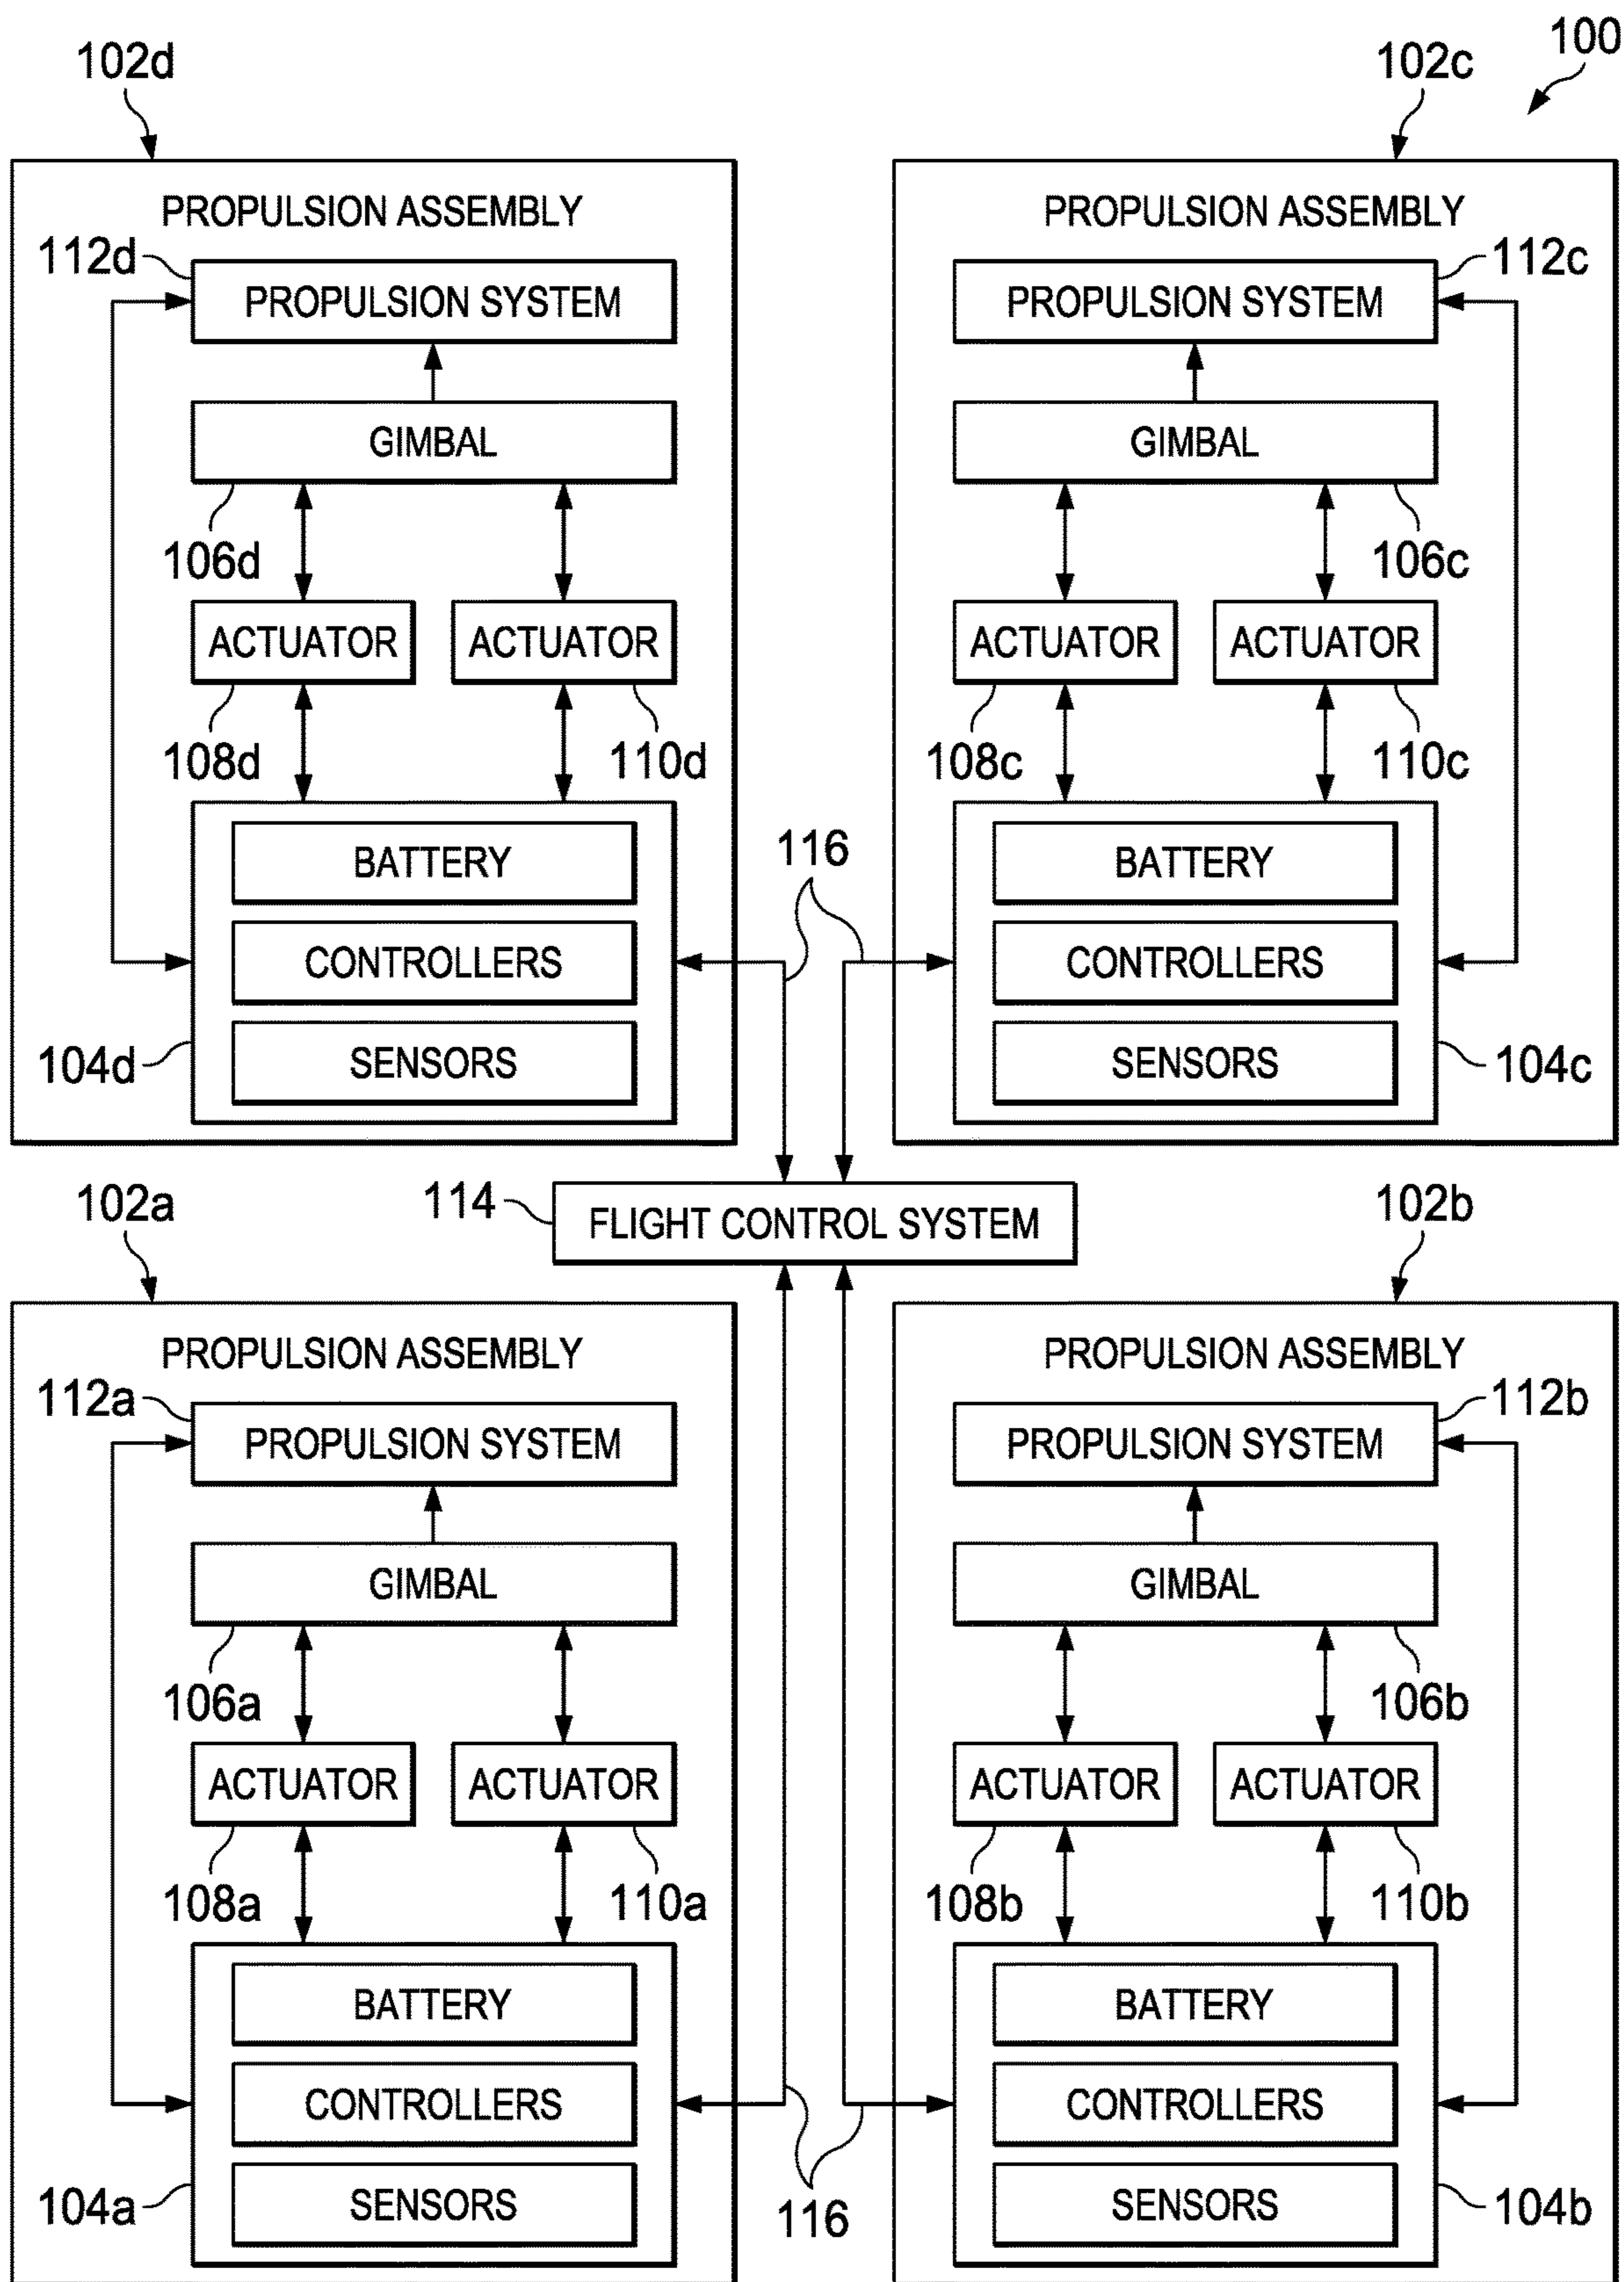 100
102d
102c
PROPULSION ASSEMBLY
112d
PROPULSION SYSTEM
GIMBAL
106d
ACTUATOR
ACTUATOR
108d
110d
BATTERY
CONTROLLERS
SENSORS
104d
PROPULSION ASSEMBLY
112c
PROPULSION SYSTEM
GIMBAL
106c
ACTUATOR
ACTUATOR
108c
110c
BATTERY
CONTROLLERS
SENSORS
104c
116
114
FLIGHT CONTROL SYSTEM
102a
102b
PROPULSION ASSEMBLY
112a
PROPULSION SYSTEM
GIMBAL
106a
ACTUATOR
ACTUATOR
108a
110a
BATTERY
CONTROLLERS
SENSORS
104a
PROPULSION ASSEMBLY
112b
PROPULSION SYSTEM
GIMBAL
106b
ACTUATOR
ACTUATOR
108b
110b
BATTERY
CONTROLLERS
SENSORS
104b
116